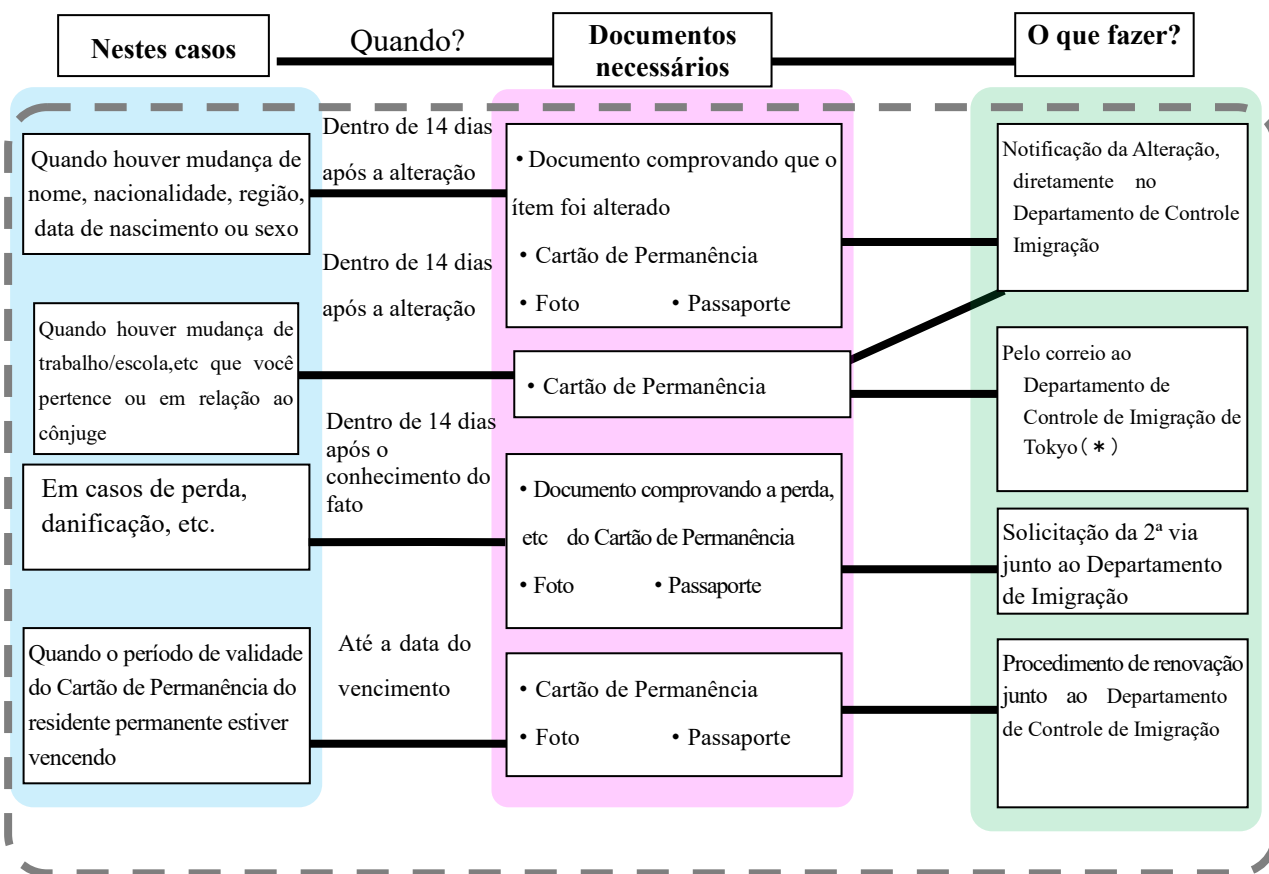 Nestes casos
Quando?
Documentos
necessários
O que fazer?
Quando houver mudança de
nome, nacionalidade, região,
data de nascimento ou sexo
Dentro de 14 dias
após a alteração
・Documento comprovando que o
ítem foi alterado
・Cartão de Permanência
・Foto ・Passaporte
Notificação da Alteração,
diretamente no
Departamento de Controle
Imigração
Quando houver mudança de
trabalho/escola,etc que você
pertence ou em relação ao
cônjuge
Dentro de 14 dias
após a alteração
・Cartão de Permanência
Pelo correio ao
Departamento de
Controle de Imigração de
Tokyo(＊)
Em casos de perda,
danificação, etc.
Dentro de 14 dias
após o
conhecimento do
fato
・Documento comprovando a perda,
etc do Cartão de Permanência
・Foto ・Passaporte
Solicitação da 2ª via
junto ao Departamento
de Imigração
Quando o período de validade
do Cartão de Permanência do
residente permanente estiver
vencendo
Até a data do
vencimento
・Cartão de Permanência
・Foto ・Passaporte
Procedimento de renovação
junto ao Departamento
de Controle de Imigração